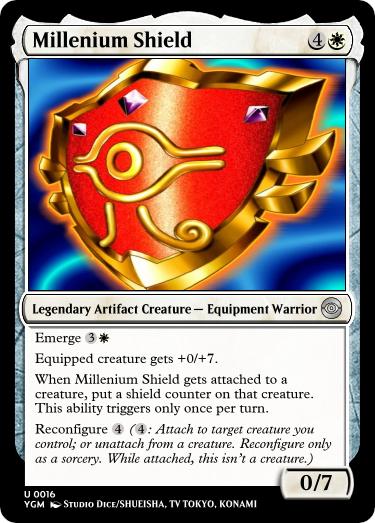 Millenium Shield 4
Legendary Artifact Creature — Equipment Warrior
Emerge 3
Equipped creature gets +0/+7.
When Millenium Shield gets attached to a
creature, put a shield counter on that creature.
This ability triggers only once per turn.
Reconfigure 4 (4: Attach to target creature you
control; or unattach from a creature. Reconfigure only
as a sorcery. While attached, this isn't a creature.)
0/7
U 0016
YGM STUDIO DICE/SHUEISHA, TV TOKYO, KONAMI